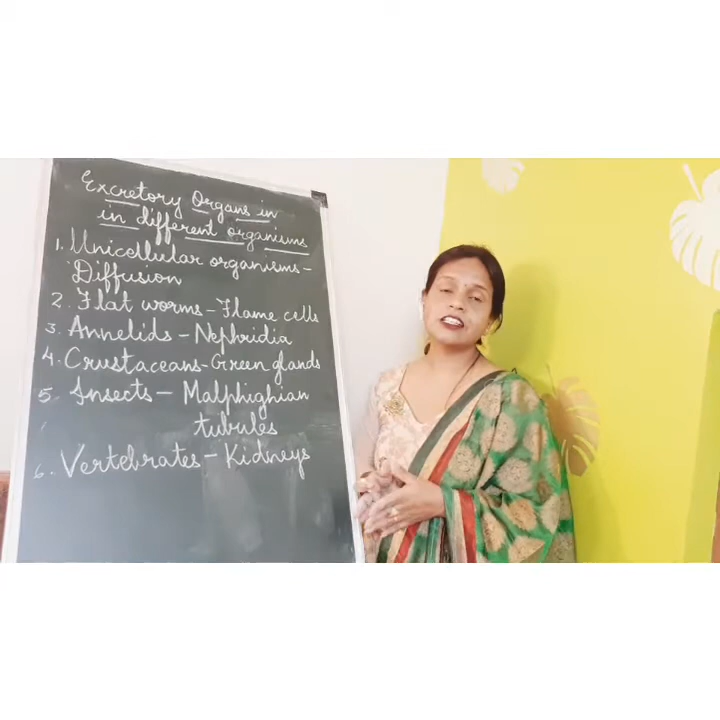 Excretory Organs in
in different organisms
1. Unicellular organisms-
Diffusion
2. Flat worms - Flame cells
3. Annelids - Nephridia
4. Crustaceans - Green glands
5. Insects - Malphighian
tubules
6. Vertebrates - Kidneys